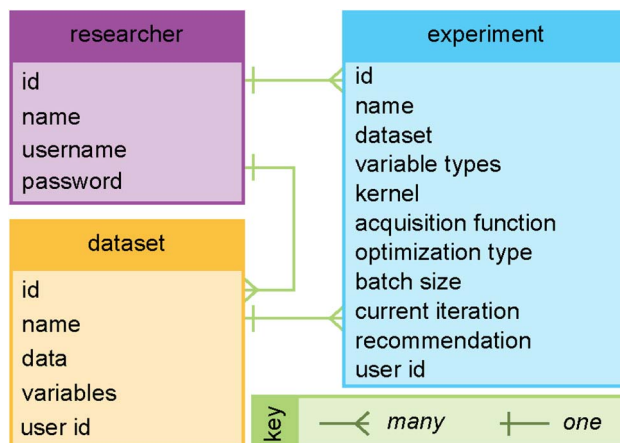 researcher
id
name
username
password
experiment
id
name
dataset
variable types
kernel
acquisition function
optimization type
batch size
current iteration
recommendation
user id
dataset
id
name
data
variables
user id
key
many
one